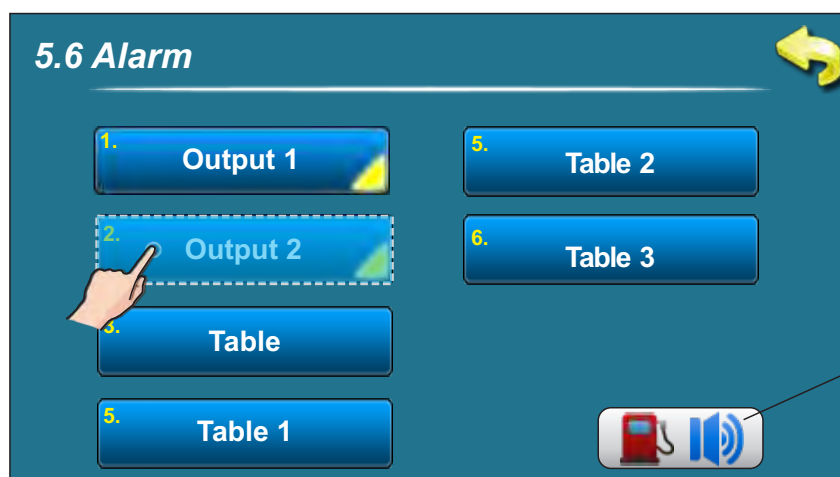 5.6 Alarm
1.
Output 1
2.
Output 2
3.
Table
5.
Table 1
5.
Table 2
6.
Table 3